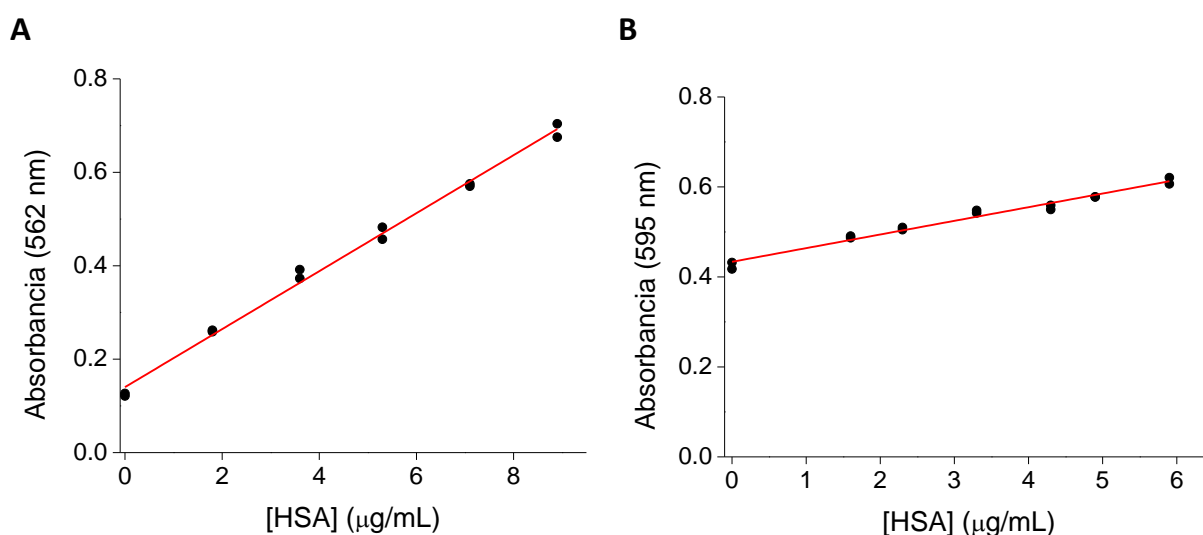 A
0.8
0.6
0.4
0.2
0.0
0 2 4 6 8
Absorbancia (562 nm)
[HSA] (μg/mL)
B
0.8
0.6
0.4
0.2
0.0
0 1 2 3 4 5 6
Absorbancia (595 nm)
[HSA] (μg/mL)